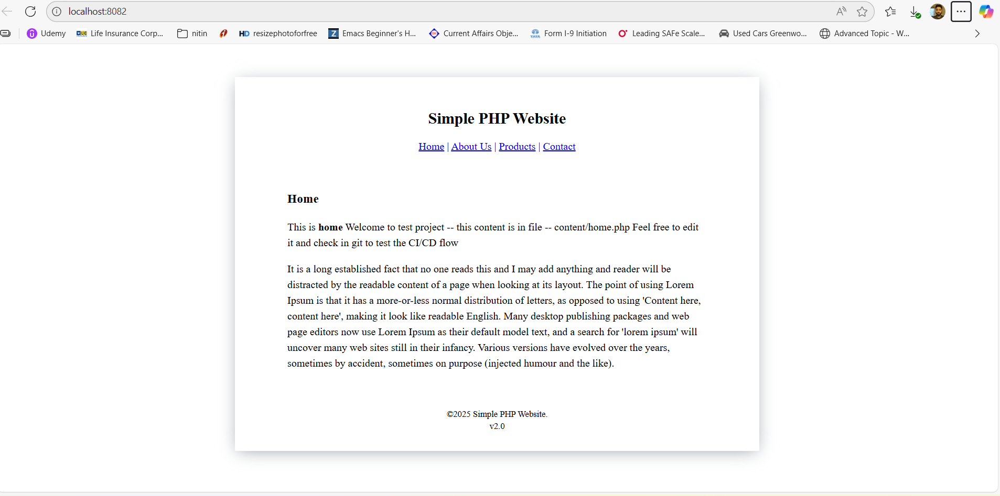 localhost:8082
Udemy Life Insurance Corp... nitin HD resizephotoforfree Z Emacs Beginner's H... Current Affairs Obje... TATA Form I-9 Initiation Leading SAFe Scale... Used Cars Greenwo... Advanced Topic - W...
Simple PHP Website
Home | About Us | Products | Contact
Home
This is home Welcome to test project -- this content is in file -- content/home.php Feel free to edit
it and check in git to test the CI/CD flow
It is a long established fact that no one reads this and I may add anything and reader will be
distracted by the readable content of a page when looking at its layout. The point of using Lorem
Ipsum is that it has a more-or-less normal distribution of letters, as opposed to using 'Content here,
content here', making it look like readable English. Many desktop publishing packages and web
page editors now use Lorem Ipsum as their default model text, and a search for 'lorem ipsum' will
uncover many web sites still in their infancy. Various versions have evolved over the years,
sometimes by accident, sometimes on purpose (injected humour and the like).
©2025 Simple PHP Website.
v2.0